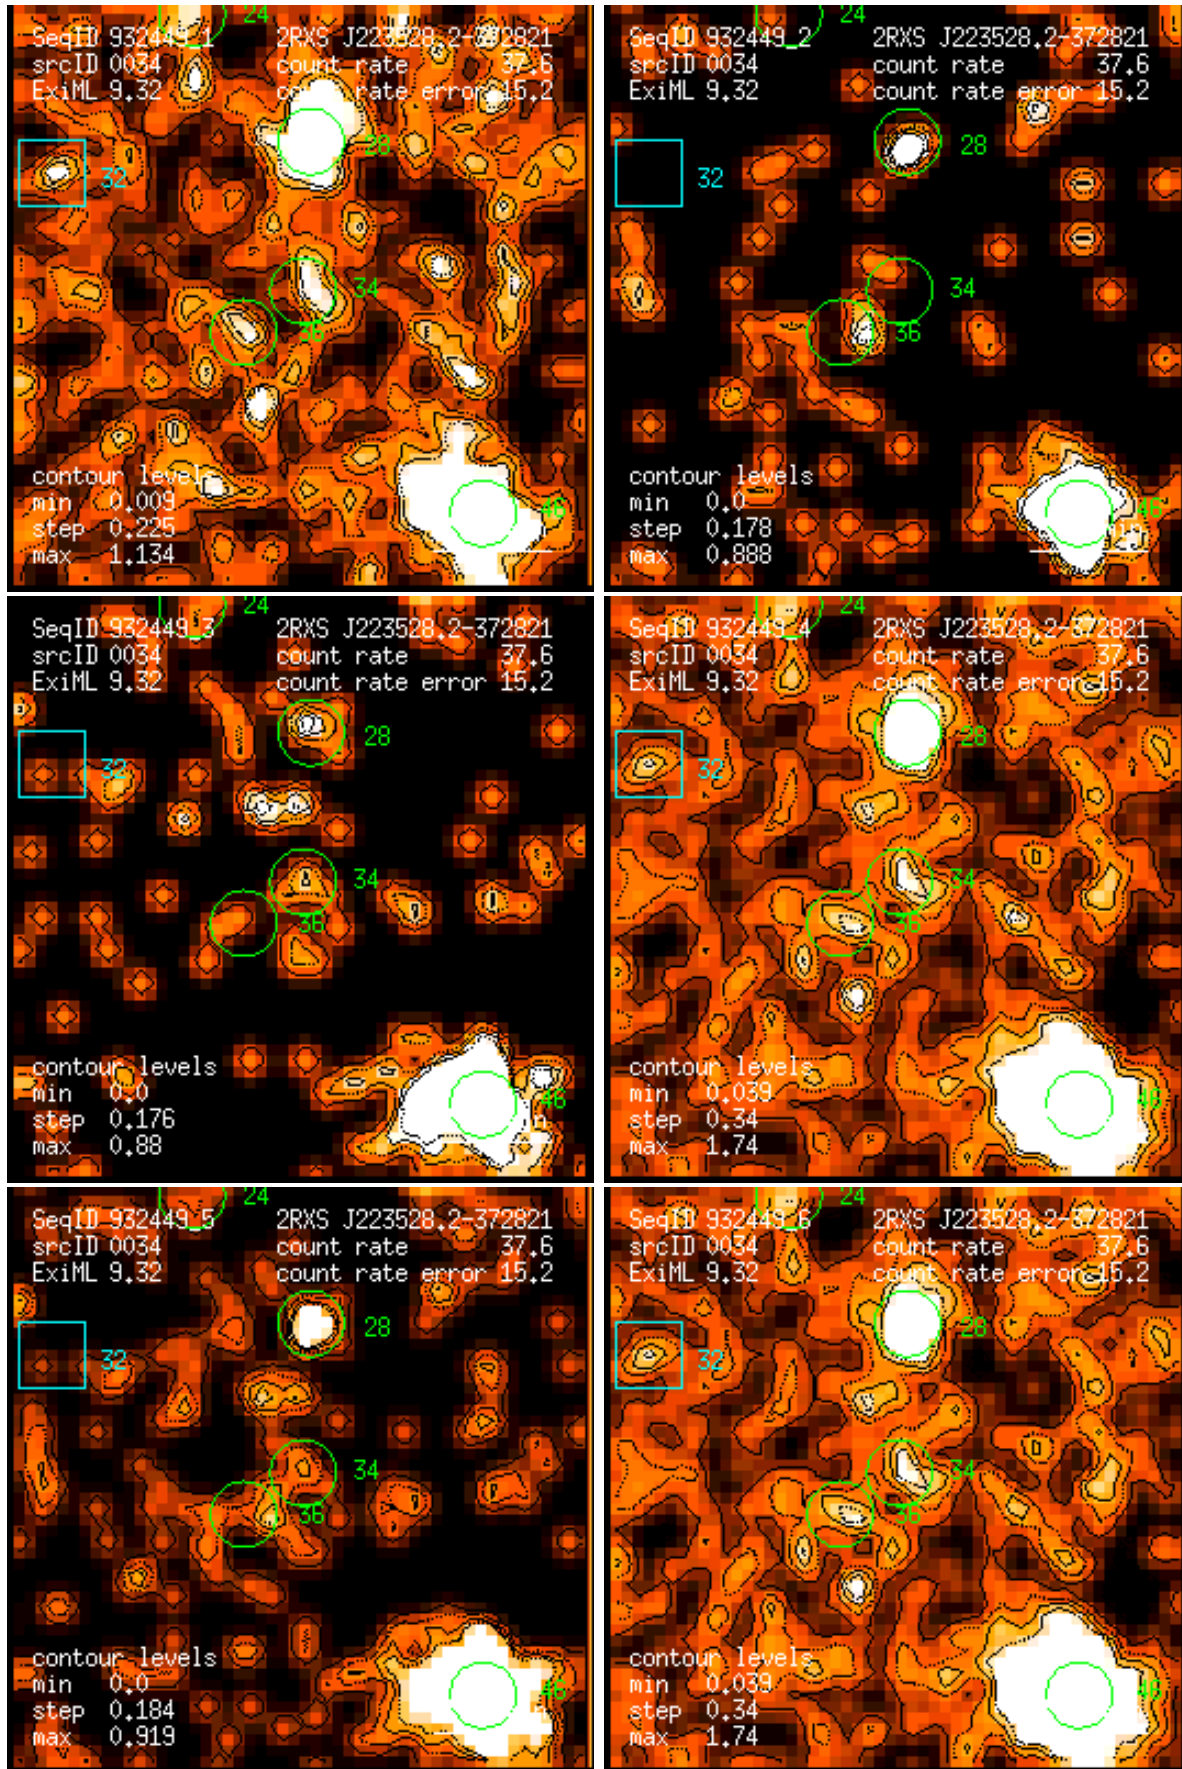 24
SeqID 932449_1 2RXS J223528.2-372821
srcID 0034 count rate 37.6
ExiML 9.32 count rate error 15.2
28
32
34
36
contour levels
min 0.009 46
step 0.225
max 1.134
24
SeqID 932449_2 2RXS J223528.2-372821
srcID 0034 count rate 37.6
ExiML 9.32 count rate error 15.2
28
32
34
36
contour levels
min 0.0 46
step 0.178
max 0.888
24
SeqID 932449_3 2RXS J223528.2-372821
srcID 0034 count rate 37.6
ExiML 9.32 count rate error 15.2
28
32
34
36
contour levels
min 0.0 46
step 0.176
max 0.88
24
SeqID 932449_4 2RXS J223528.2-372821
srcID 0034 count rate 37.6
ExiML 9.32 count rate error 15.2
28
32
34
36
contour levels
min 0.039 46
step 0.34
max 1.74
24
SeqID 932449_5 2RXS J223528.2-372821
srcID 0034 count rate 37.6
ExiML 9.32 count rate error 15.2
28
32
34
36
contour levels
min 0.0 46
step 0.184
max 0.919
24
SeqID 932449_6 2RXS J223528.2-372821
srcID 0034 count rate 37.6
ExiML 9.32 count rate error 15.2
28
32
34
36
contour levels
min 0.039 46
step 0.34
max 1.74